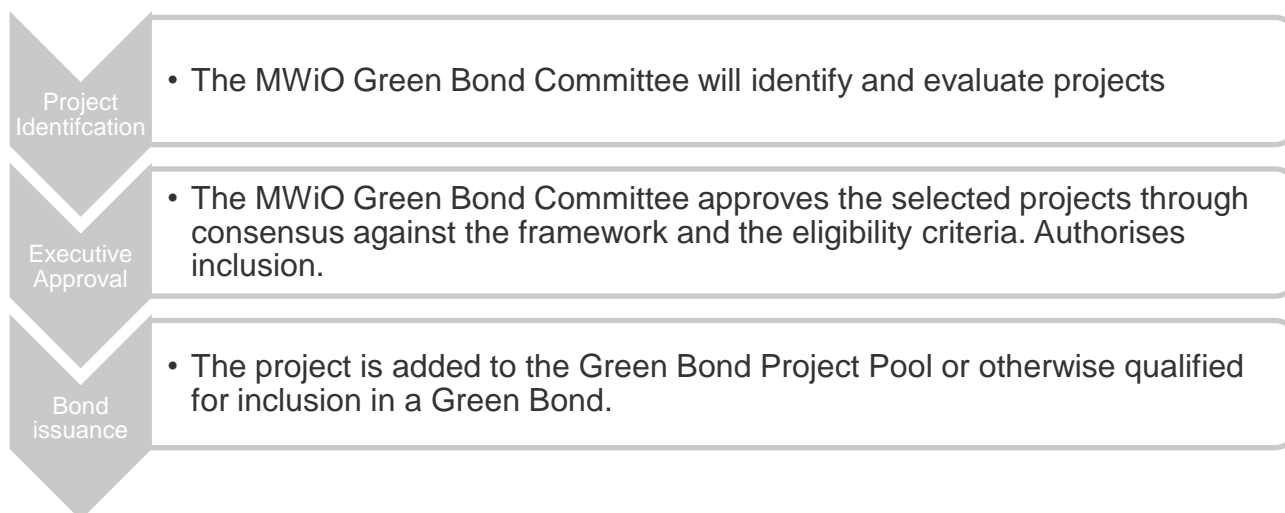 Project
Identifcation
• The MWiO Green Bond Committee will identify and evaluate projects
Executive
Approval
• The MWiO Green Bond Committee approves the selected projects through
consensus against the framework and the eligibility criteria. Authorises
inclusion.
Bond
issuance
• The project is added to the Green Bond Project Pool or otherwise qualified
for inclusion in a Green Bond.